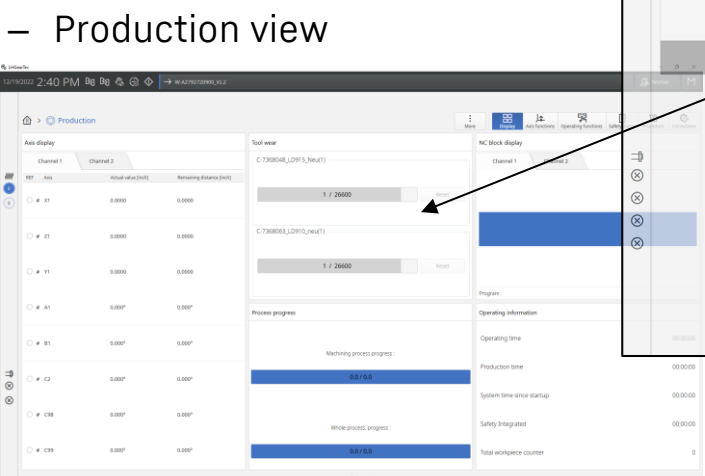 – Production view
LHGearTec
12/19/2022 2:40 PM
W-A2792720900_V1.2
> Production
More Display Axis functions Operating functions
Axis display
Channel 1 Channel 2
REF Axis Actual value [inch] Remaining distance [inch]
# X1 0.0000 0.0000
# Z1 0.0000 0.0000
# Y1 0.0000 0.0000
# A1 0.000° 0.000°
# B1 0.000° 0.000°
# C2 0.000° 0.000°
# C98 0.000° 0.000°
# C99 0.000° 0.000°
Tool wear
C-7368048_LD915_Neu(1)
1 / 26600 Reset
C-7368063_LD910_neu(1)
1 / 26600 Reset
Process progress
Machining process progress :
0.0 / 0.0
Whole process, progress :
0.0 / 0.0
NC block display
Channel 1 Channel 2
Program :
Operating information
Operating time 00:00:00
Production time 00:00:00
System time since startup 00:00:00
Safety Integrated 00:00:00
Total workpiece counter 0